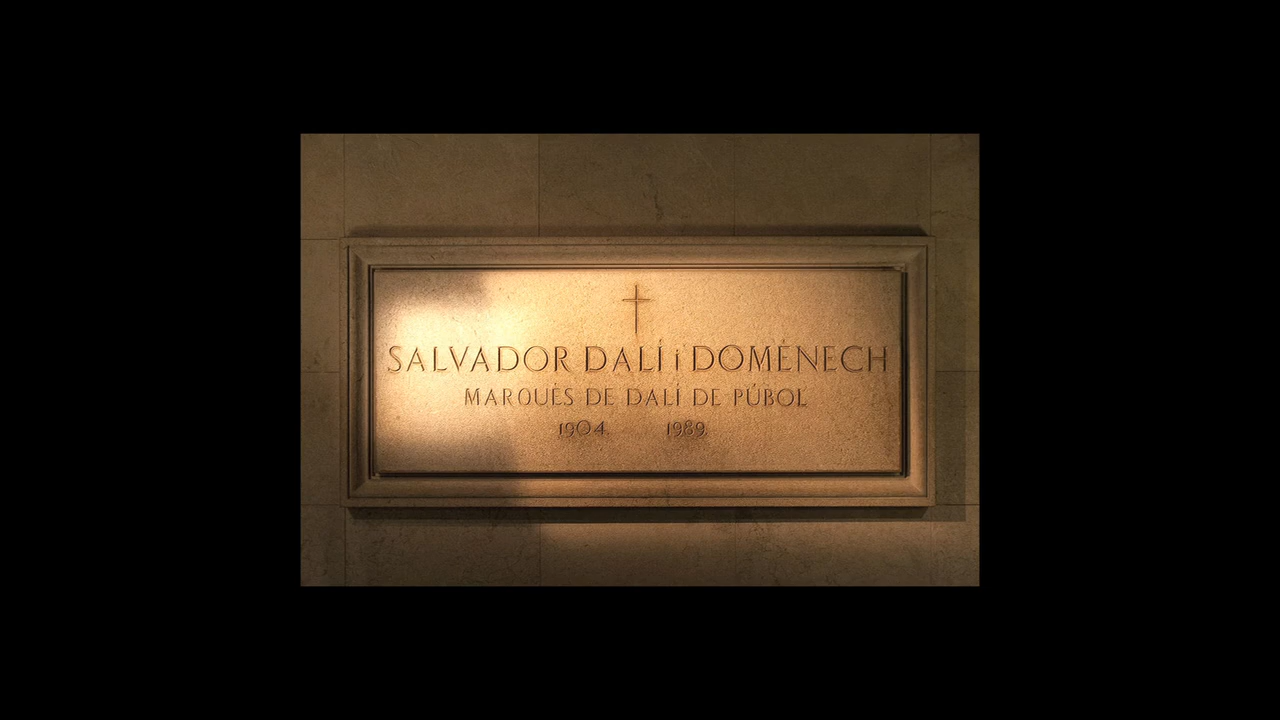 SALVADOR DALÍ i DOMÈNECH
MARQUÈS DE DALÍ DE PÚBOL
1904. 1989.